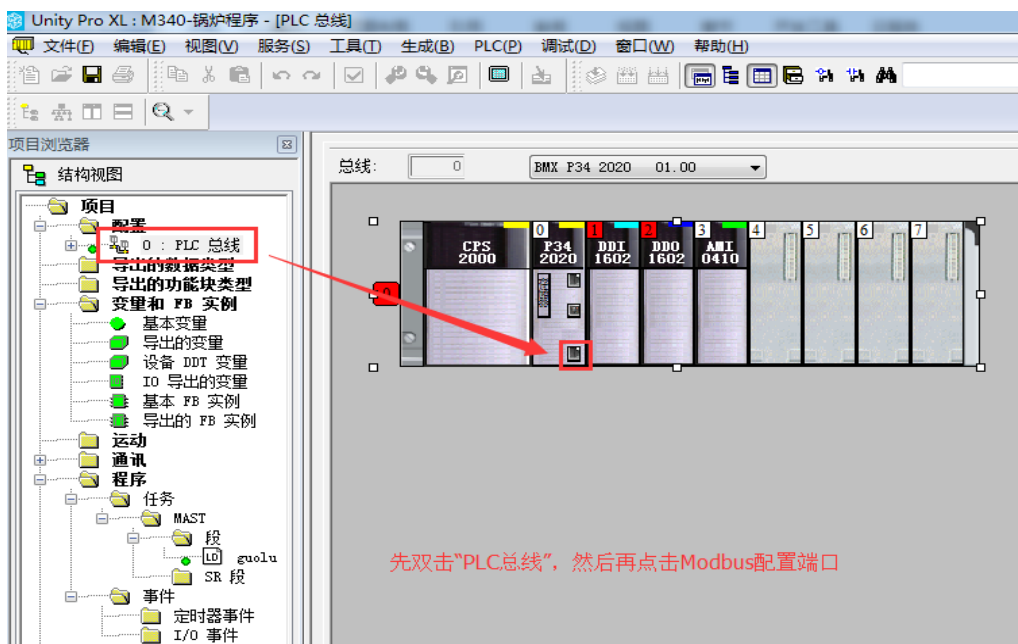 Unity Pro XL : M340-锅炉程序 - [PLC 总线]
文件(F) 编辑(E) 视图(V) 服务(S) 工具(T) 生成(B) PLC(P) 调试(D) 窗口(W) 帮助(H)
项目浏览器
结构视图
项目
配置
0 : PLC 总线
导出的数据类型
导出的功能块类型
变量和 FB 实例
基本变量
导出的变量
设备 DDT 变量
IO 导出的变量
基本 FB 实例
导出的 FB 实例
运动
通讯
程序
任务
MAST
段
LD guolu
SR 段
事件
定时器事件
I/O 事件
总线: 0 BMX P34 2020 01.00
0 1 2 3 4 5 6 7
CPS P34 DDI DDO AMI
2000 2020 1602 1602 0410
0
先双击“PLC总线”，然后再点击Modbus配置端口